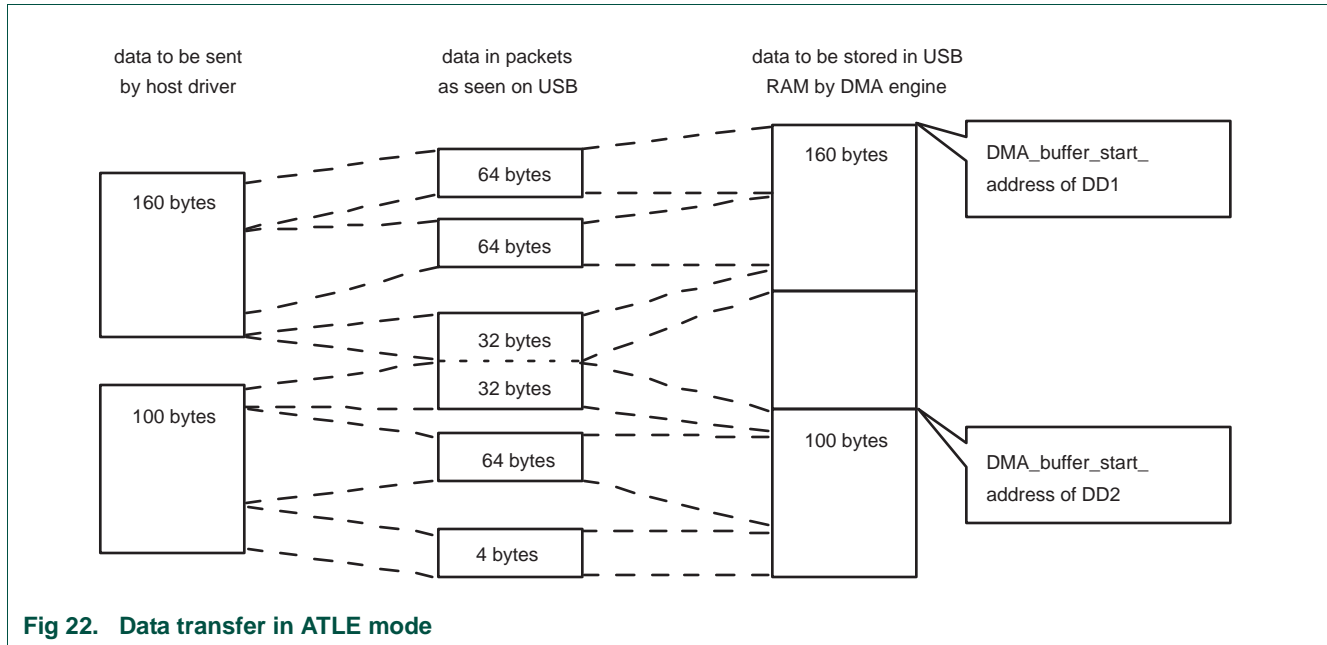 data to be sent
by host driver
data in packets
as seen on USB
data to be stored in USB
RAM by DMA engine
160 bytes
100 bytes
64 bytes
64 bytes
32 bytes
32 bytes
64 bytes
4 bytes
160 bytes
100 bytes
DMA_buffer_start_
address of DD1
DMA_buffer_start_
address of DD2
Fig 22. Data transfer in ATLE mode